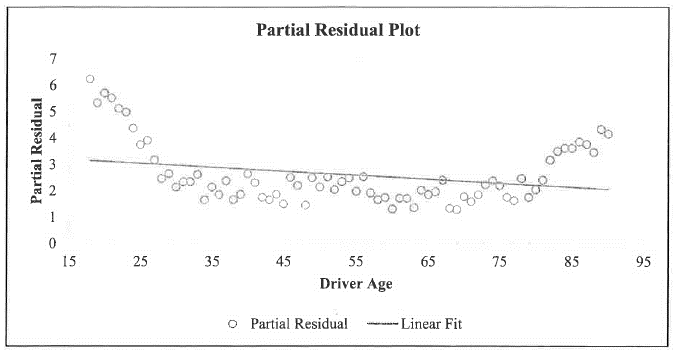 Partial Residual Plot
7
6
5
4
3
2
1
0
Partial Residual
15 25 35 45 55 65 75 85 95
Driver Age
Partial Residual Linear Fit